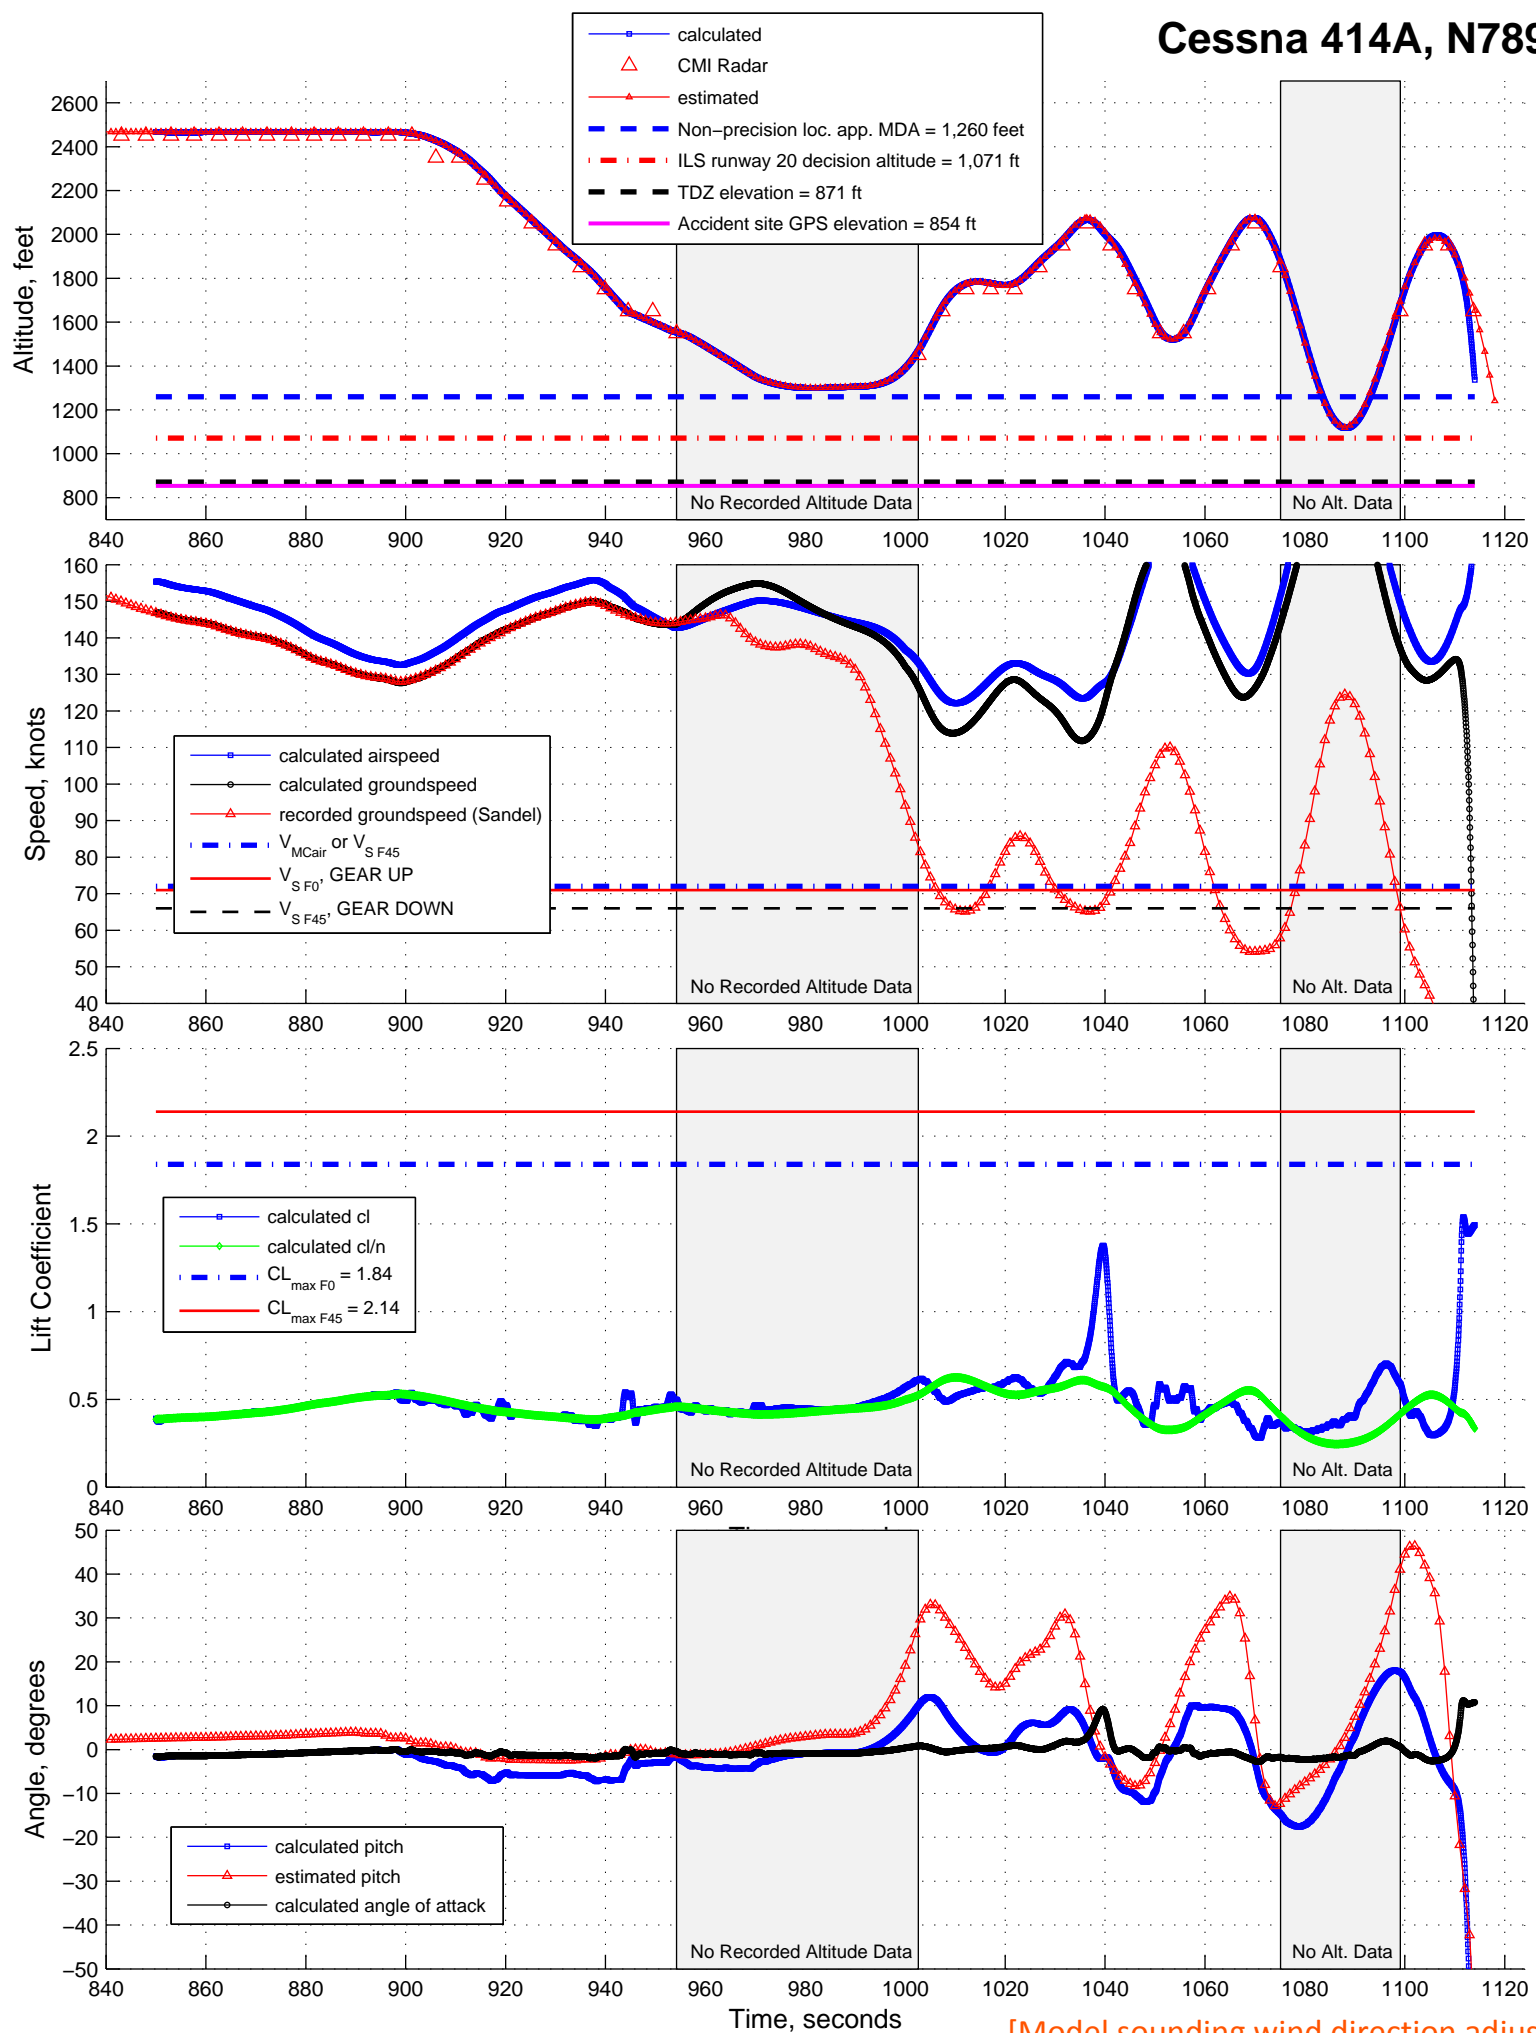 Cessna 414A, N789
calculated
CMI Radar
estimated
Non−precision loc. app. MDA = 1,260 feet
ILS runway 20 decision altitude = 1,071 ft
TDZ elevation = 871 ft
Accident site GPS elevation = 854 ft
Altitude, feet
2600
2400
2200
2000
1800
1600
1400
1200
1000
800
No Recorded Altitude Data
No Alt. Data
840 860 880 900 920 940 960 980 1000 1020 1040 1060 1080 1100 1120
Speed, knots
160
150
140
130
120
110
100
90
80
70
60
50
40
calculated airspeed
calculated groundspeed
recorded groundspeed (Sandel)
VMCair or VS F45
VS F0, GEAR UP
VS F45, GEAR DOWN
No Recorded Altitude Data
No Alt. Data
840 860 880 900 920 940 960 980 1000 1020 1040 1060 1080 1100 1120
Lift Coefficient
2.5
2
1.5
1
0.5
0
calculated cl
calculated cl/n
CLmax F0 = 1.84
CLmax F45 = 2.14
No Recorded Altitude Data
No Alt. Data
840 860 880 900 920 940 960 980 1000 1020 1040 1060 1080 1100 1120
Angle, degrees
50
40
30
20
10
0
−10
−20
−30
−40
−50
calculated pitch
estimated pitch
calculated angle of attack
No Recorded Altitude Data
No Alt. Data
840 860 880 900 920 940 960 980 1000 1020 1040 1060 1080 1100 1120
Time, seconds
[Model sounding wind direction